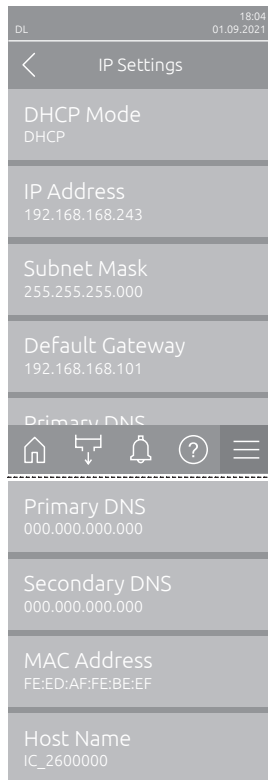 18:04
DL
01.09.2021
IP Settings
DHCP Mode
DHCP
IP Address
192.168.168.243
Subnet Mask
255.255.255.000
Default Gateway
192.168.168.101
Primary DNS
?
Primary DNS
000.000.000.000
Secondary DNS
000.000.000.000
MAC Address
FE:ED:AF:FE:BE:EF
Host Name
IC_2600000